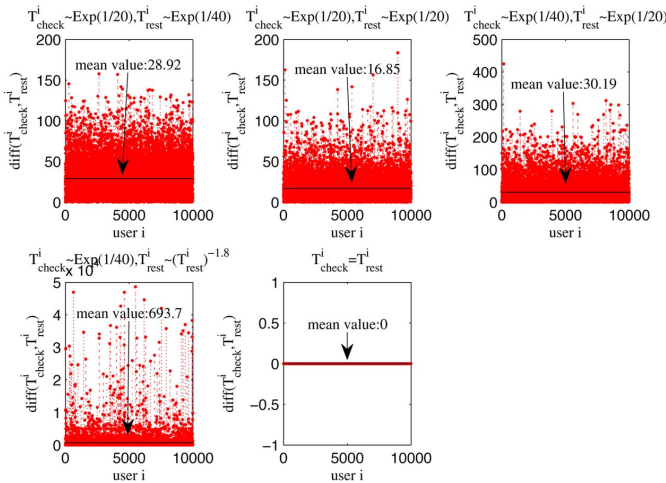 T^i_check~Exp(1/20),T^i_rest~Exp(1/40)
200
150
100
50
0
diff(T^i_check,T^i_rest)
mean value:28.92
0 5000 10000
user i
T^i_check~Exp(1/20),T^i_rest~Exp(1/20)
200
150
100
50
0
diff(T^i_check,T^i_rest)
mean value:16.85
0 5000 10000
user i
T^i_check~Exp(1/40),T^i_rest~Exp(1/20)
500
400
300
200
100
0
diff(T^i_check,T^i_rest)
mean value:30.19
0 5000 10000
user i
T^i_check~Exp(1/40),T^i_rest~(T^i_rest)^-1.8
x 10^4
5
4
3
2
1
0
diff(T^i_check,T^i_rest)
mean value:693.7
0 5000 10000
user i
T^i_check=T^i_rest
1
0.5
0
-0.5
-1
diff(T^i_check,T^i_rest)
mean value:0
0 5000 10000
user i